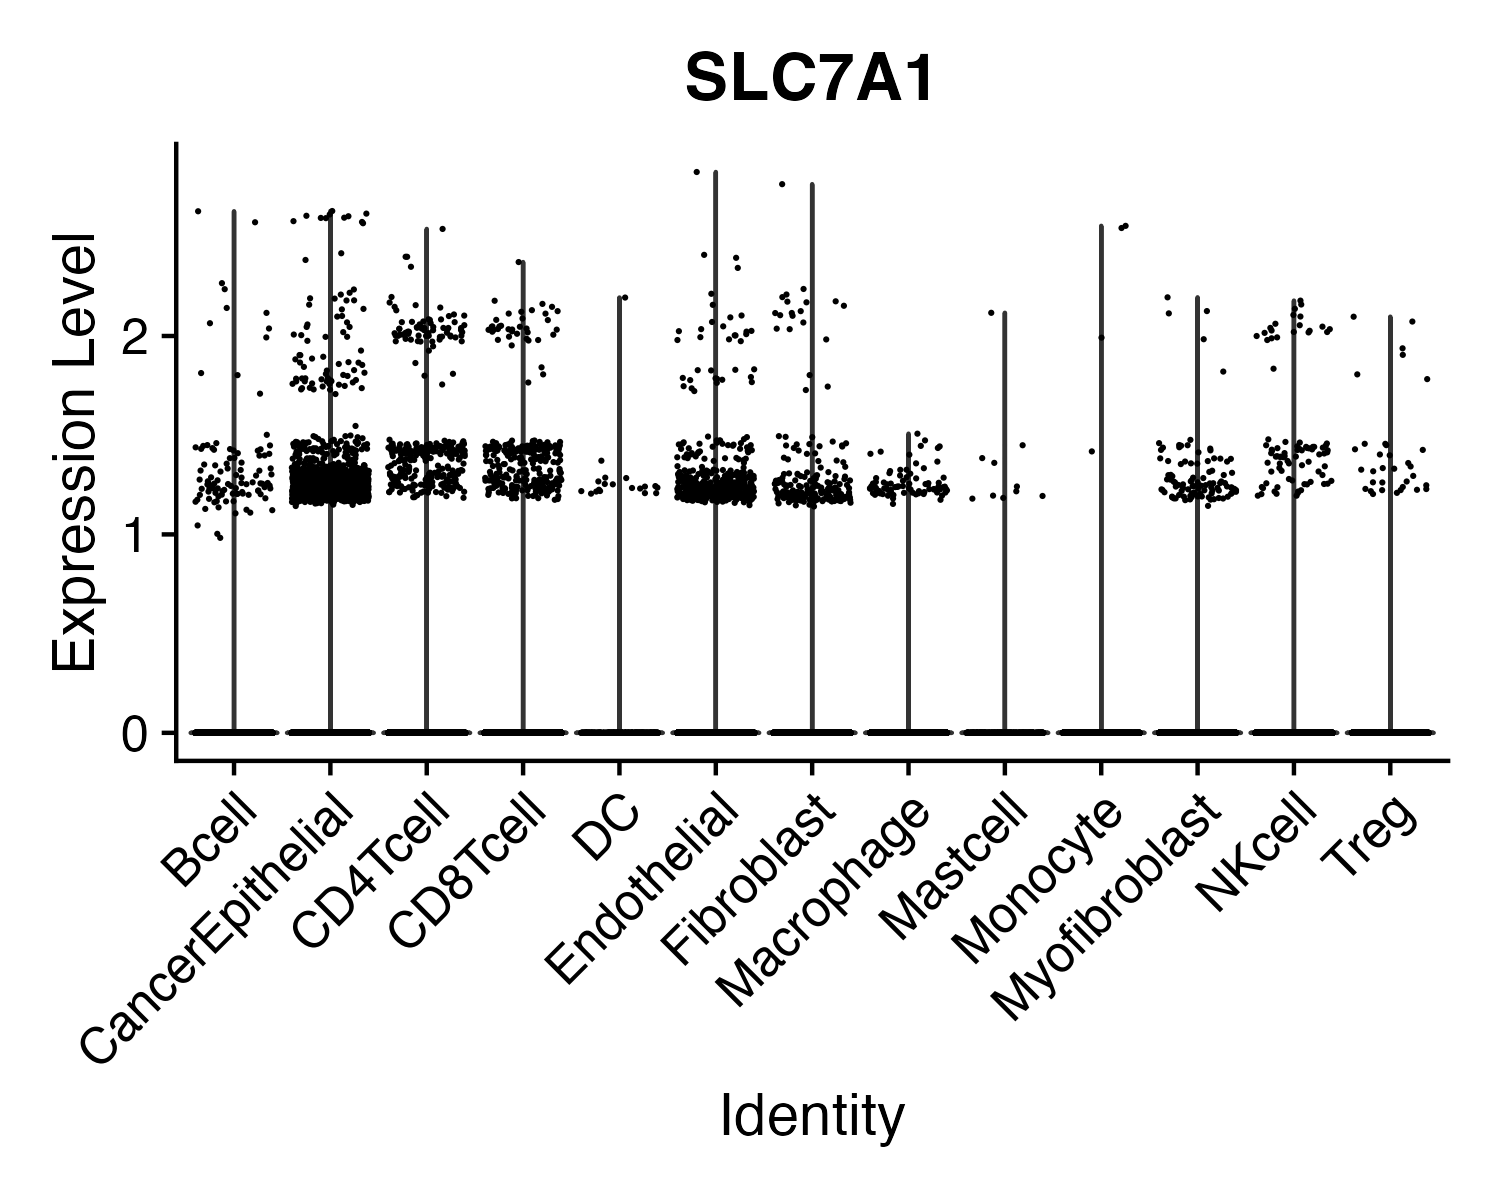 SLC7A1
Expression Level
2
1
0
Bcell
CancerEpithelial
CD4Tcell
CD8Tcell
DC
Endothelial
Fibroblast
Macrophage
Mastcell
Monocyte
Myofibroblast
NKcell
Treg
Identity